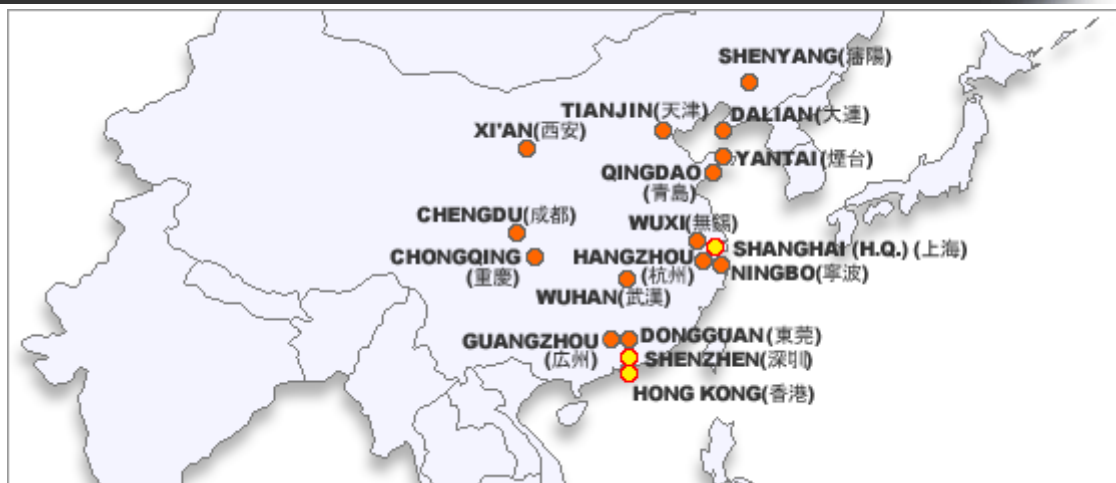 SHENYANG(瀋陽)
TIANJIN(天津)
DALIAN(大連)
XI'AN(西安)
YANTAI(煙台)
QINGDAO
(青島)
CHENGDU(成都)
WUXI(無錫)
SHANGHAI (H.Q.) (上海)
CHONGQING
(重慶)
HANGZHOU
(杭州)
NINGBO(寧波)
WUHAN(武漢)
GUANGZHOU
(広州)
DONGGUAN(東莞)
SHENZHEN(深圳)
HONG KONG(香港)